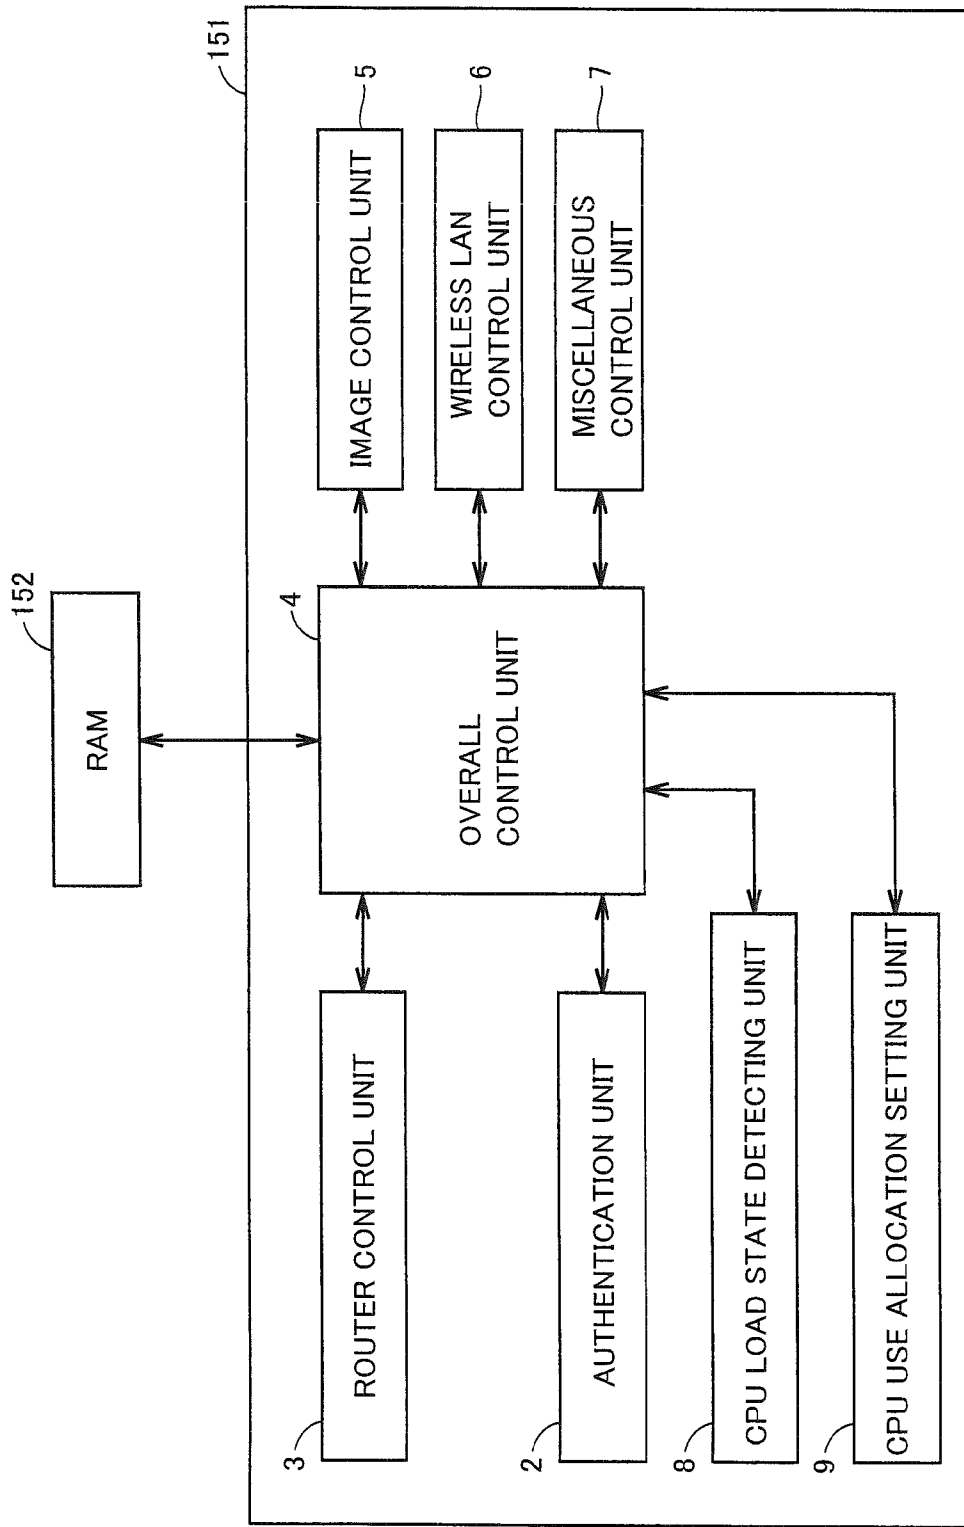 152
RAM
151
3
ROUTER CONTROL UNIT
2
AUTHENTICATION UNIT
8
CPU LOAD STATE DETECTING UNIT
9
CPU USE ALLOCATION SETTING UNIT
4
OVERALL
CONTROL UNIT
5
IMAGE CONTROL UNIT
6
WIRELESS LAN
CONTROL UNIT
7
MISCELLANEOUS
CONTROL UNIT